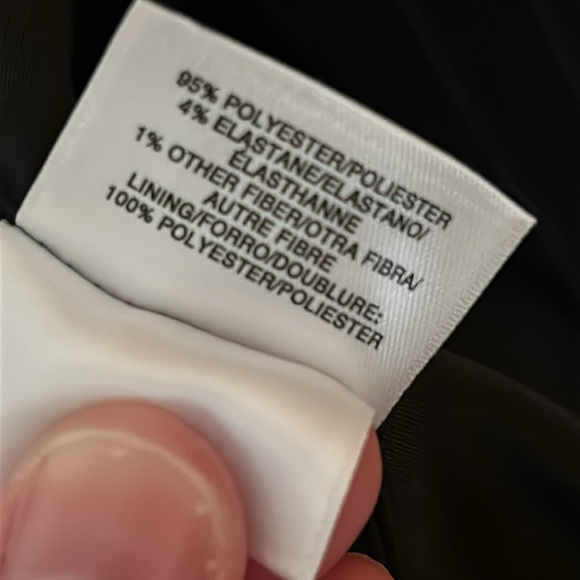 95% POLYESTER/POLIESTER
4% ELASTANE/ELASTANO/
ÉLASTHANNE
1% OTHER FIBER/OTRA FIBRA/
AUTRE FIBRE
LINING/FORRO/DOUBLURE:
100% POLYESTER/POLIESTER